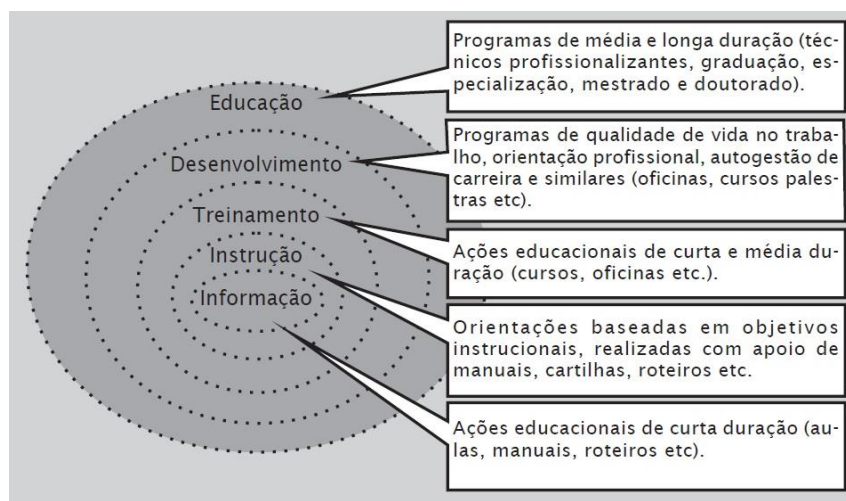 Educação
Programas de média e longa duração (téc-
nicos profissionalizantes, graduação, es-
pecialização, mestrado e doutorado).
Desenvolvimento
Programas de qualidade de vida no traba-
lho, orientação profissional, autogestão de
carreira e similares (oficinas, cursos pales-
tras etc).
Treinamento
Ações educacionais de curta e média du-
ração (cursos, oficinas etc.).
Instrução
Orientações baseadas em objetivos
instrucionais, realizadas com apoio de
manuais, cartilhas, roteiros etc.
Informação
Ações educacionais de curta duração (au-
las, manuais, roteiros etc).